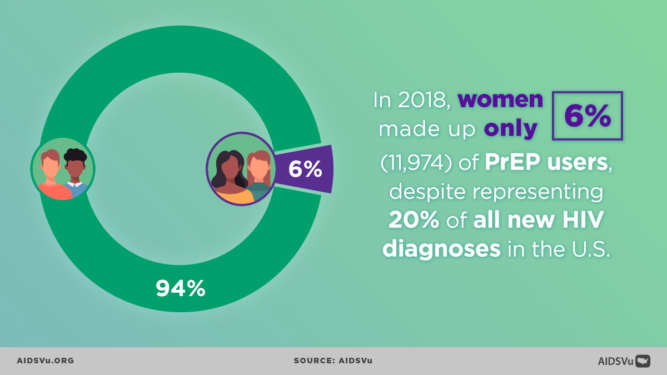 In 2018, women
made up only 6%
(11,974) of PrEP users,
despite representing
20% of all new HIV
diagnoses in the U.S.
6%
94%
AIDSVu.ORG
SOURCE: AIDSVu
AIDSVu